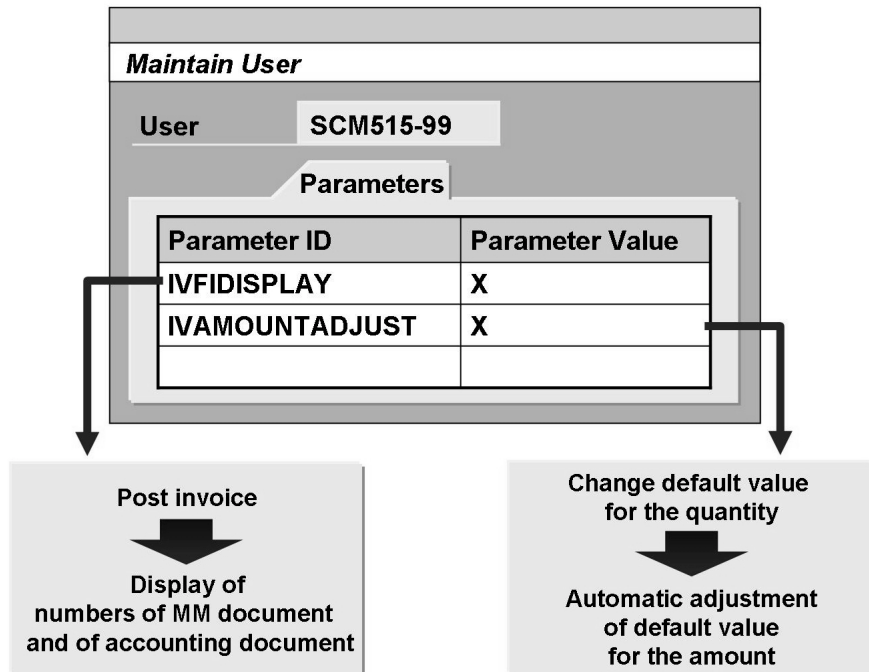 Maintain User
User SCM515-99
Parameters
Parameter ID Parameter Value
IVFIDISPLAY X
IVAMOUNTADJUST X
Post invoice
Display of
numbers of MM document
and of accounting document
Change default value
for the quantity
Automatic adjustment
of default value
for the amount